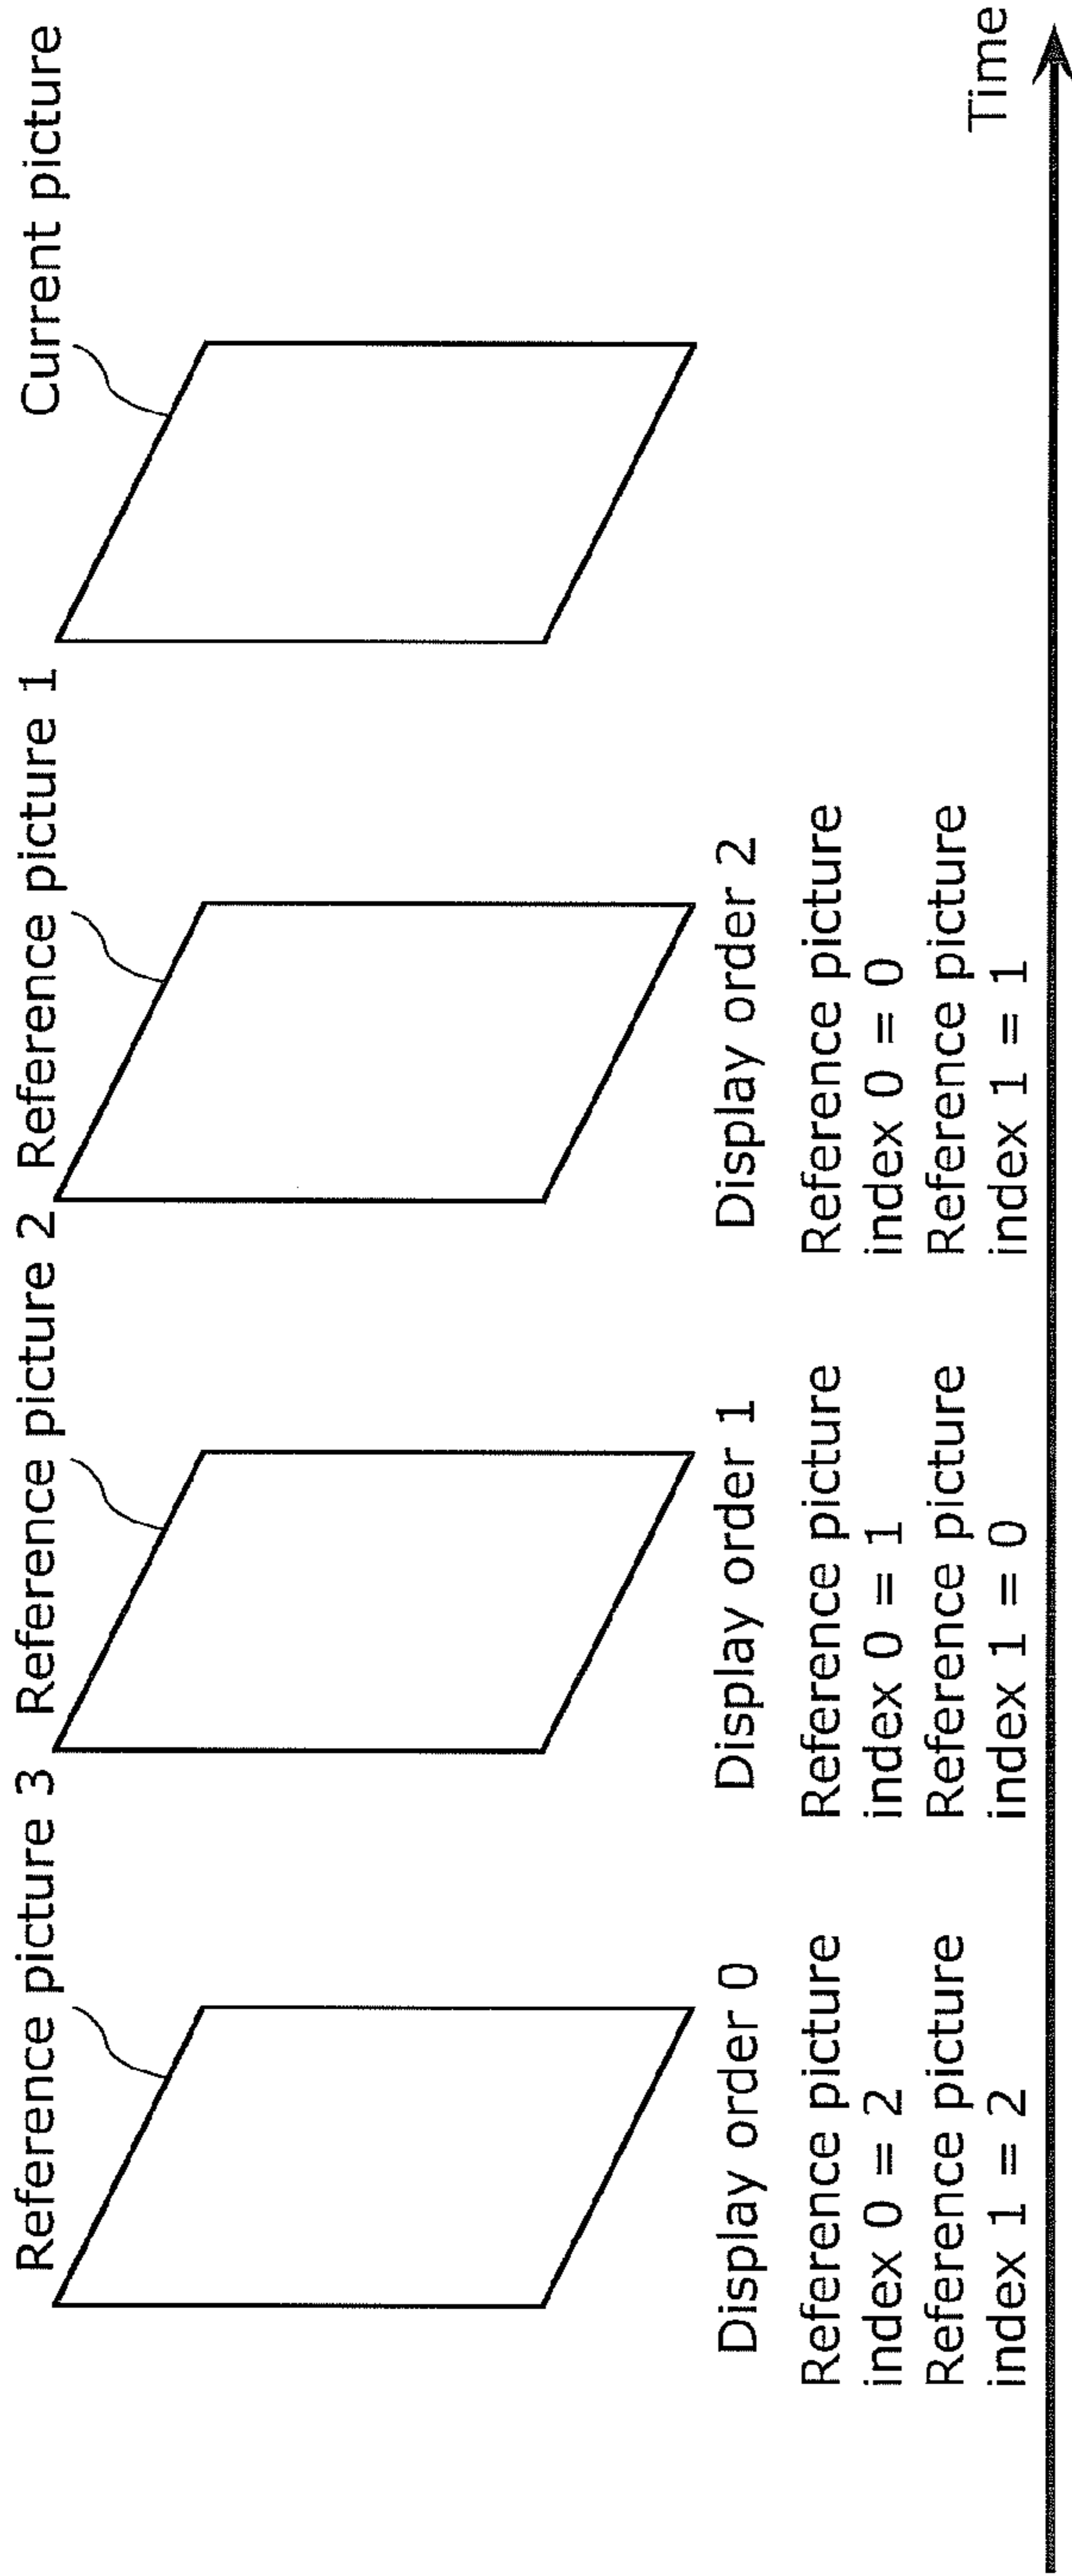 Reference picture 3
Reference picture 2
Reference picture 1
Current picture
Display order 0
Reference picture
index 0 = 2
Reference picture
index 1 = 2
Display order 1
Reference picture
index 0 = 1
Reference picture
index 1 = 0
Display order 2
Reference picture
index 0 = 0
Reference picture
index 1 = 1
Time